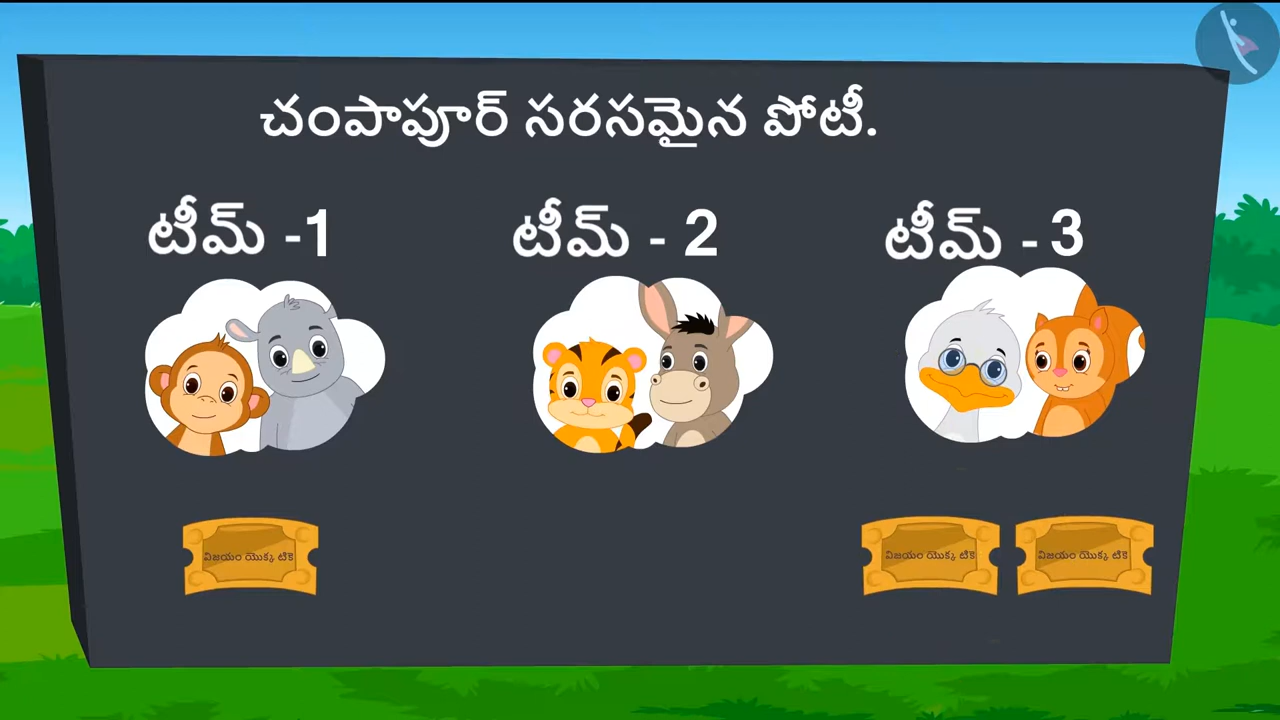 చంపాపూర్ సరసమైన పోటీ.
టీమ్ -1
టీమ్ - 2
టీమ్ - 3
విజయం యొక్క టికె
విజయం యొక్క టికె
విజయం యొక్క టికె